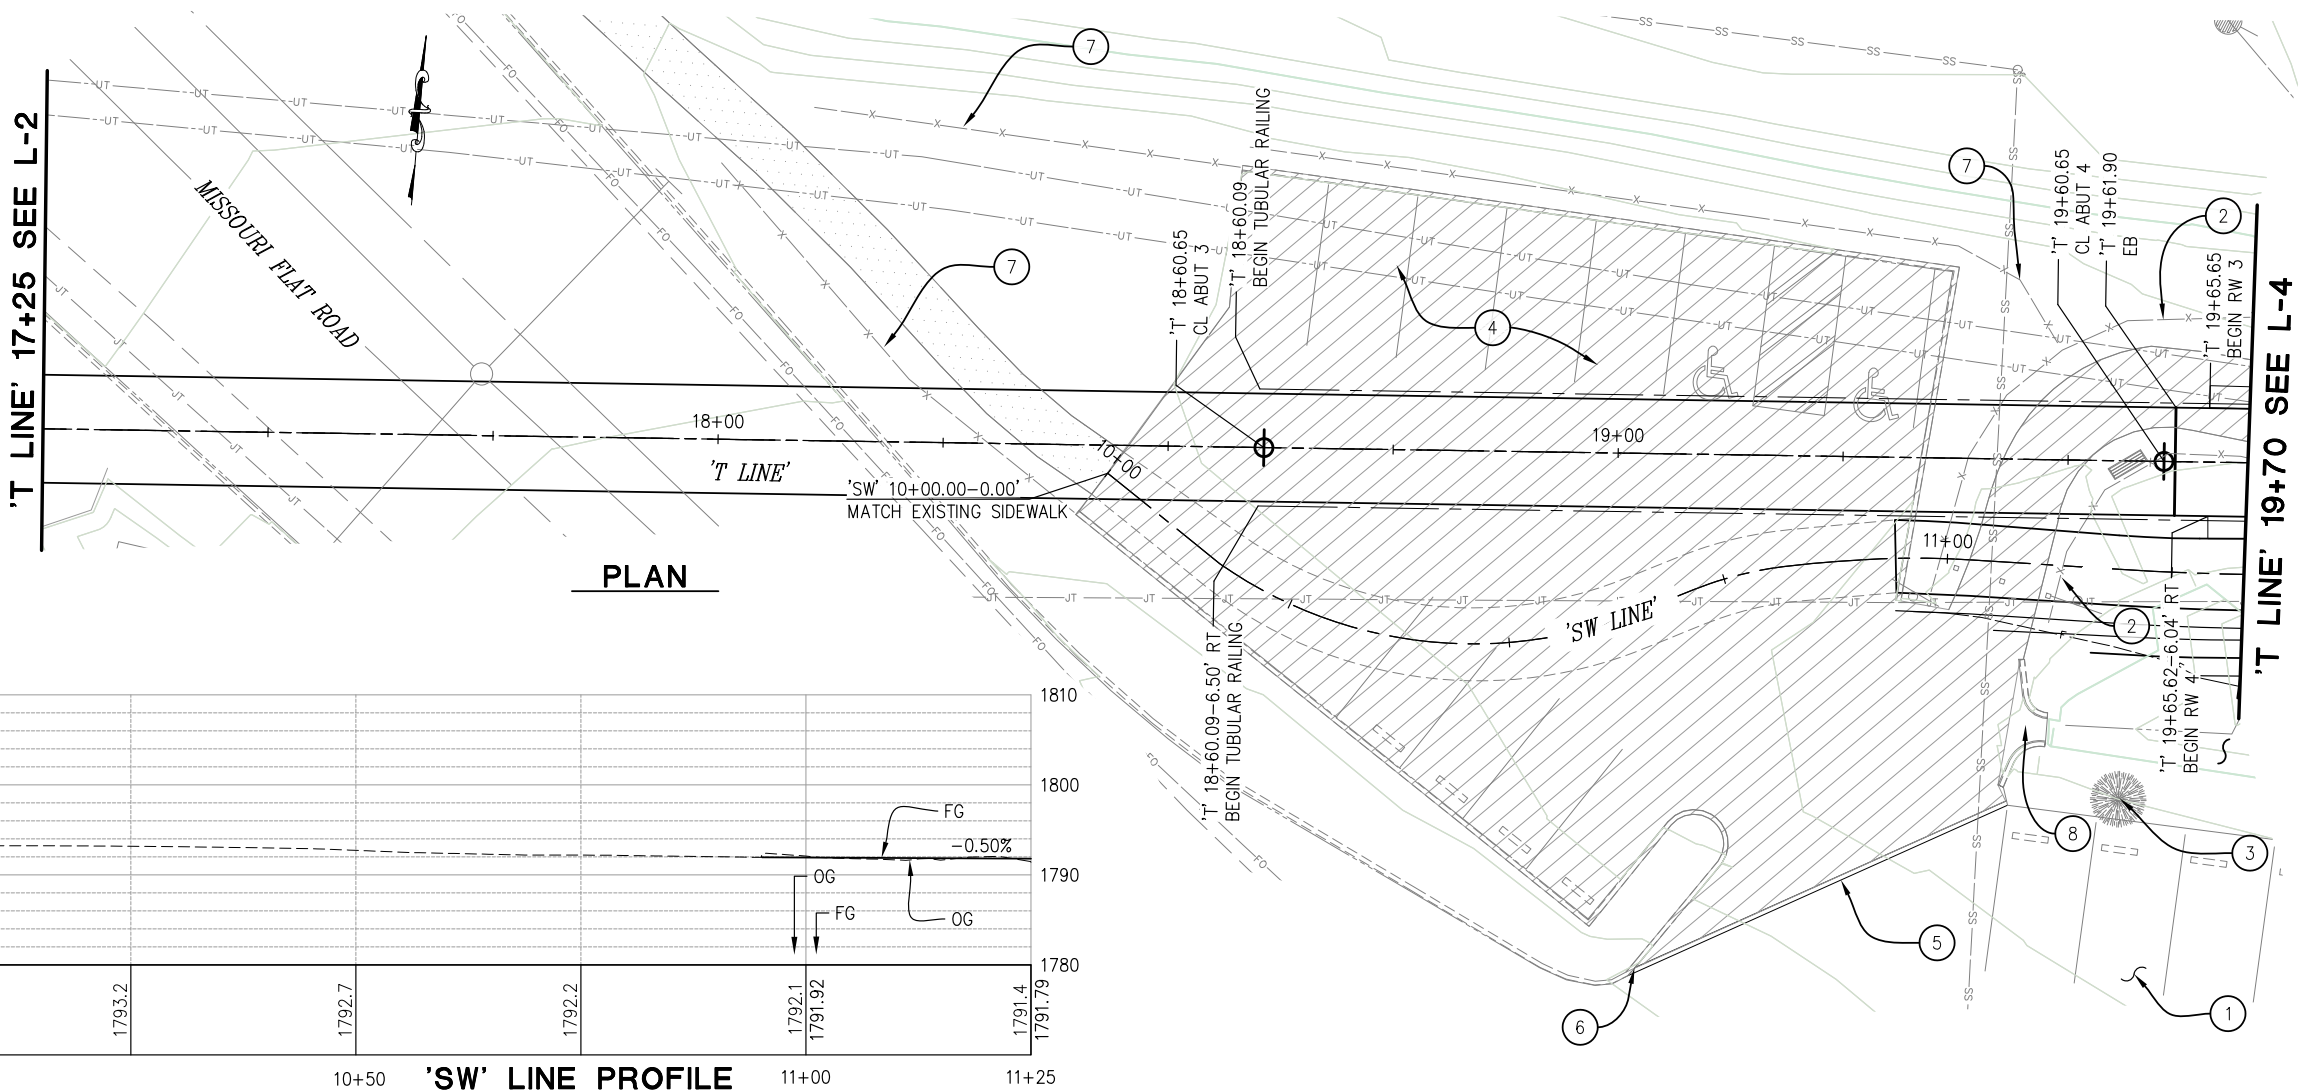 'T LINE' 17+25 SEE L-2
MISSOURI FLAT ROAD
18+00
'T LINE'
'SW' 10+00.00-0.00'
MATCH EXISTING SIDEWALK
10+00
PLAN
7
7
7
'T' 18+60.65
CL ABUT 3
'T' 18+60.09
BEGIN TUBULAR RAILING
4
19+00
'T' 18+60.09-6.50' RT
BEGIN TUBULAR RAILING
'SW LINE'
11+00
'T' 19+60.65
CL ABUT 4
'T' 19+61.90
EB
2
'T' 19+65.65
BEGIN RW 3
2
'T' 19+65.62-6.04' RT
BEGIN RW 4
'T LINE' 19+70 SEE L-4
8
3
5
6
1
UT
FO
JT
SS
X
F
L
1810
1800
1790
1780
FG
-0.50%
OG
FG
OG
1793.2
1792.7
1792.2
1792.1
1791.92
1791.4
1791.79
10+50
'SW' LINE PROFILE
11+00
11+25